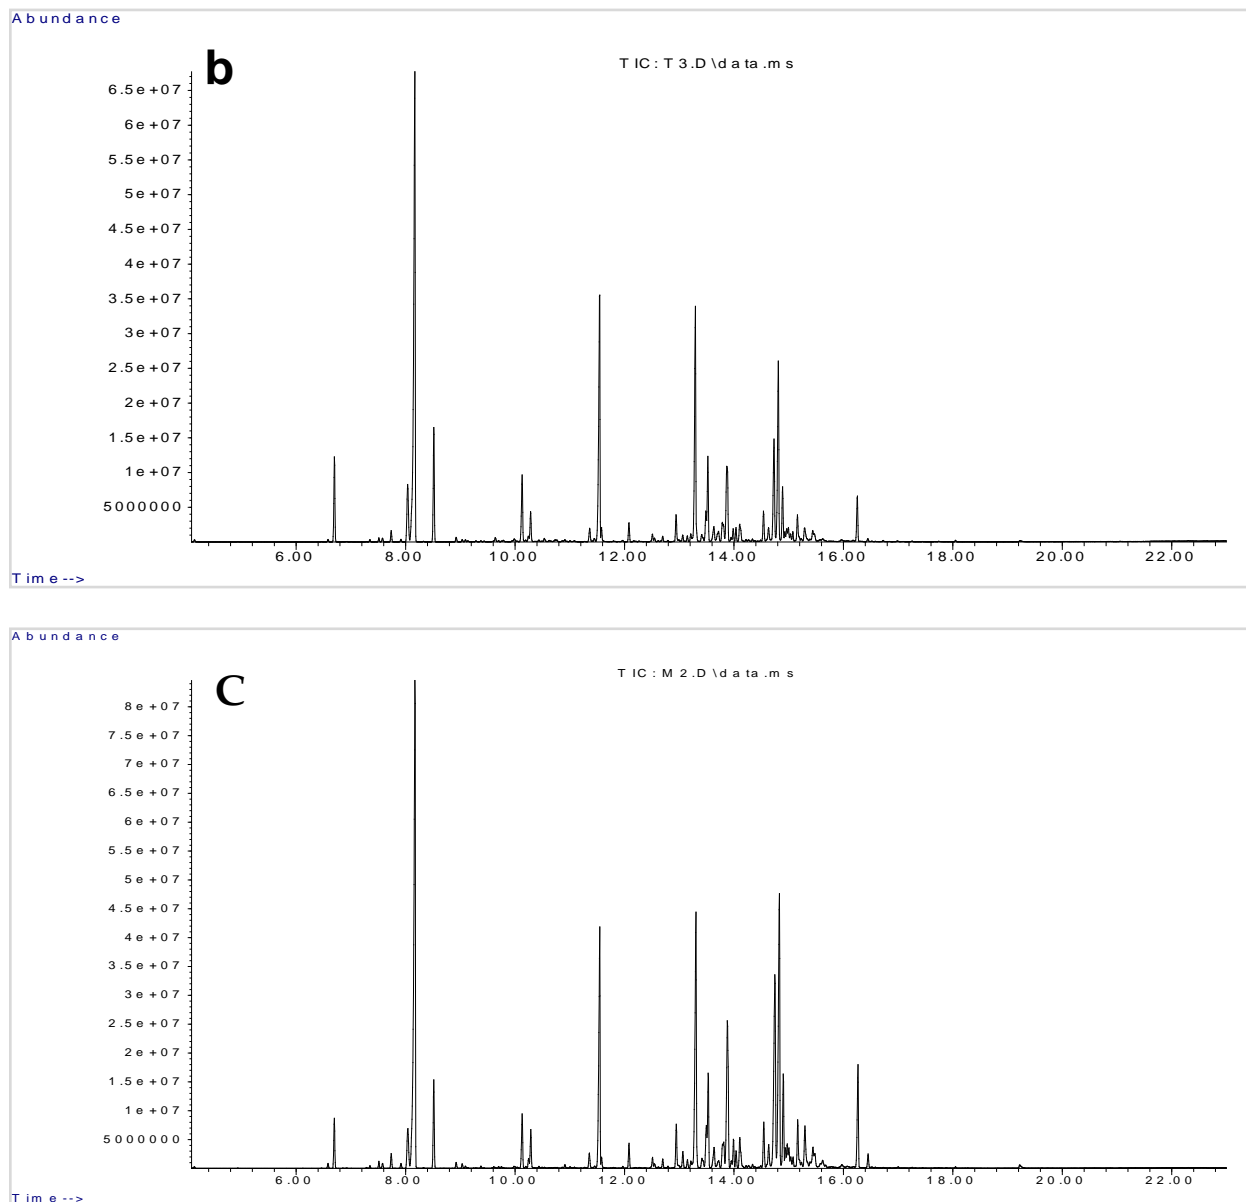 Abundance
b
TIC: T3.D\data.ms
6.5e+07
6e+07
5.5e+07
5e+07
4.5e+07
4e+07
3.5e+07
3e+07
2.5e+07
2e+07
1.5e+07
1e+07
5000000
6.00 8.00 10.00 12.00 14.00 16.00 18.00 20.00 22.00
Time-->
Abundance
C
TIC: M2.D\data.ms
8e+07
7.5e+07
7e+07
6.5e+07
6e+07
5.5e+07
5e+07
4.5e+07
4e+07
3.5e+07
3e+07
2.5e+07
2e+07
1.5e+07
1e+07
5000000
6.00 8.00 10.00 12.00 14.00 16.00 18.00 20.00 22.00
Time-->